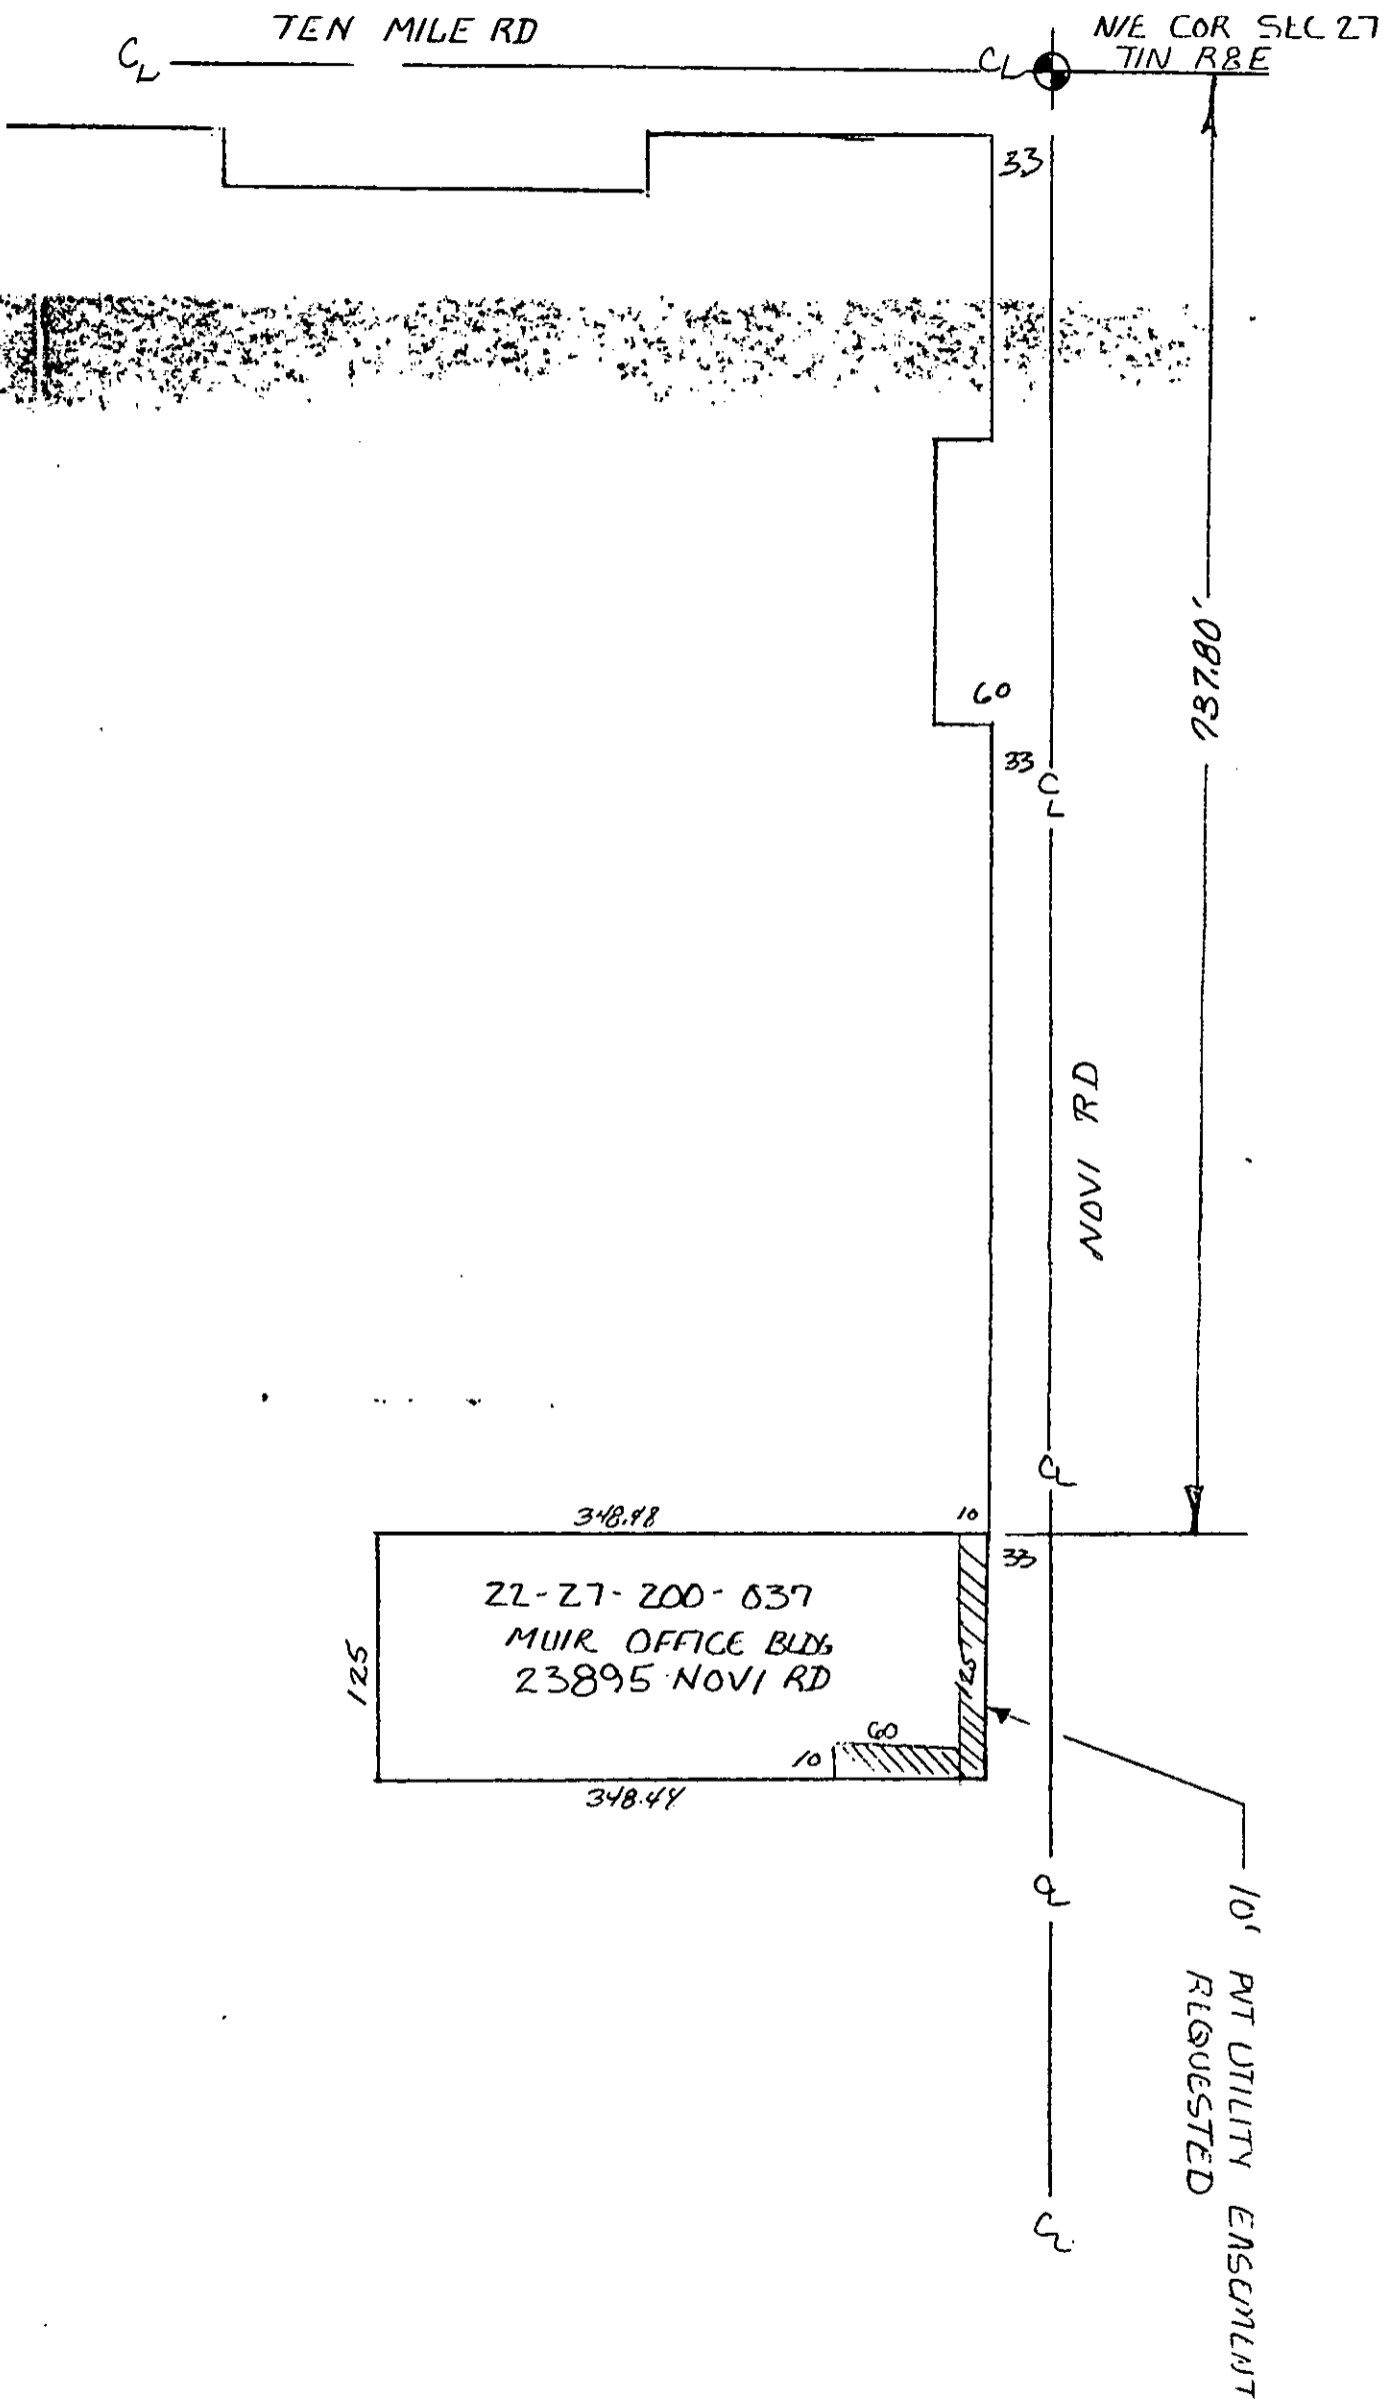 TEN MILE RD
N/E COR SEC 27
T1N R8E
CL
CL
33
737.80'
60
33
CL
NOVI RD
CL
348.48
10
33
22-27-200-037
MUIR OFFICE BLDG
23895 NOVI RD
125
125
60
10
348.44
CL
10' PVT UTILITY EASEMENT
REQUESTED
CL